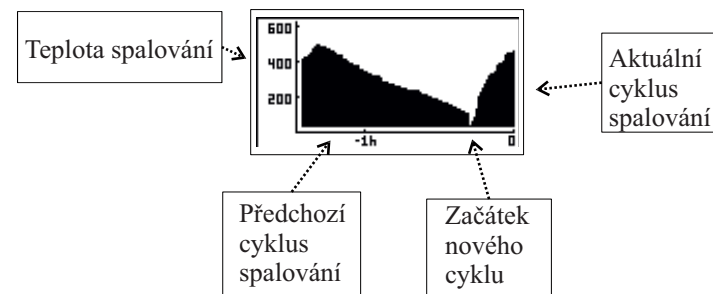 Teplota spalování
600
400
200
-1h
0
Aktuální
cyklus
spalování
Předchozí
cyklus
spalování
Začátek
nového
cyklu